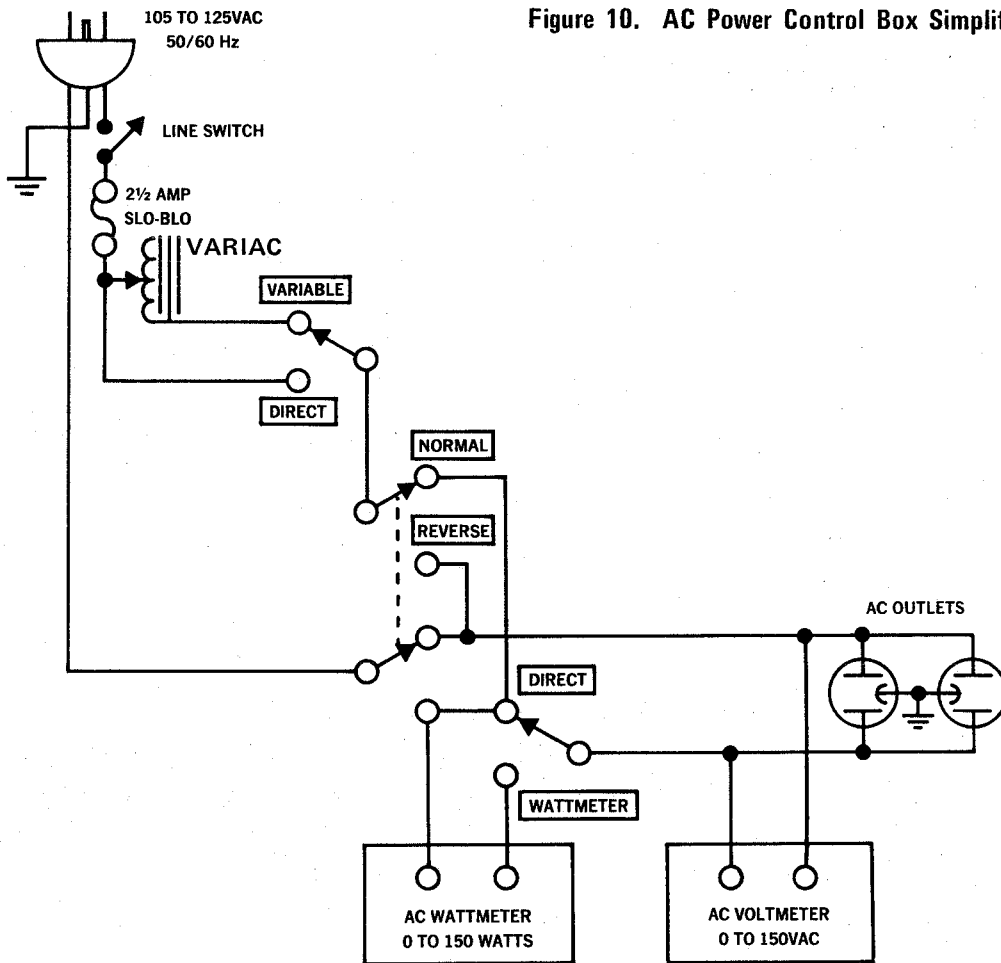 105 TO 125VAC
50/60 Hz
Figure 10. AC Power Control Box Simplif
LINE SWITCH
2½ AMP
SLO-BLO
VARIAC
VARIABLE
DIRECT
NORMAL
REVERSE
AC OUTLETS
DIRECT
WATTMETER
AC WATTMETER
0 TO 150 WATTS
AC VOLTMETER
0 TO 150VAC